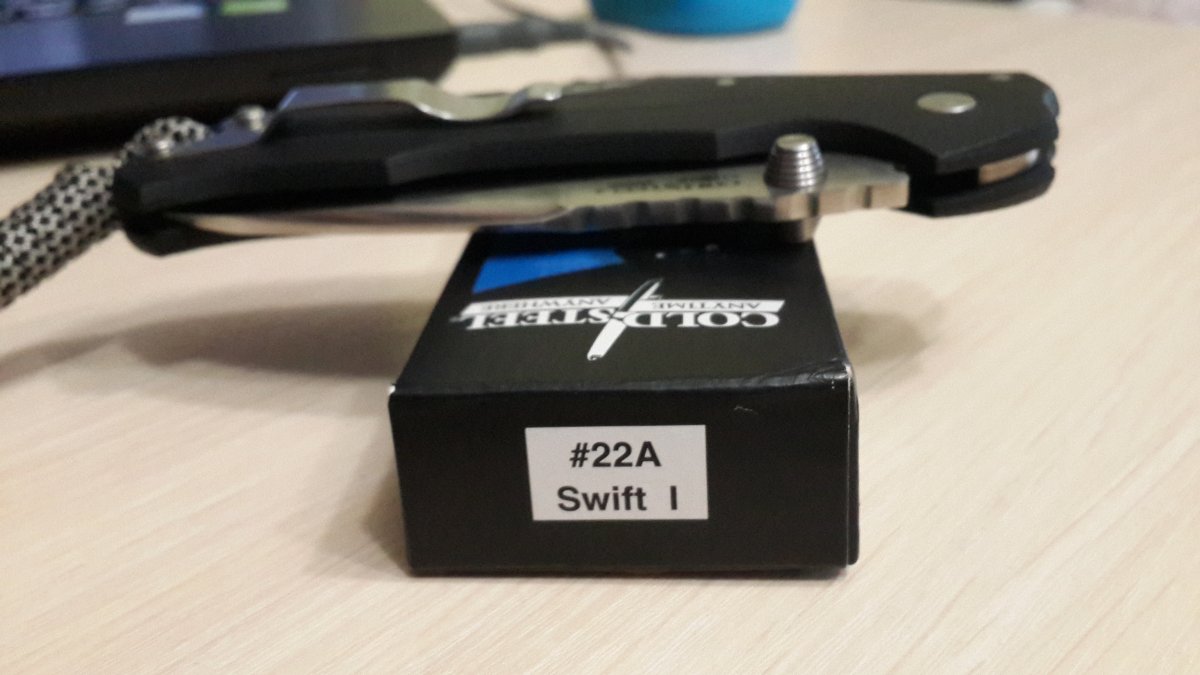 COLD STEEL
ANYTIME ANYWHERE
#22A
Swift I